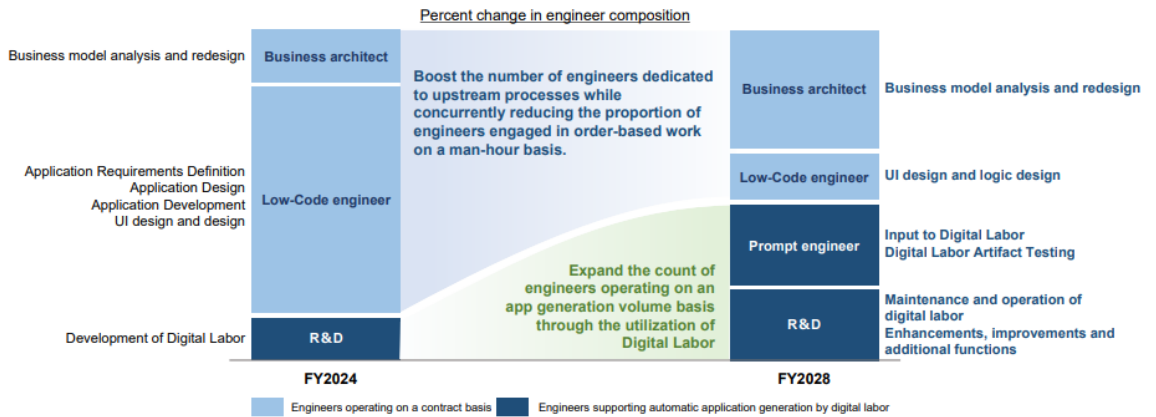 Percent change in engineer composition
Business model analysis and redesign
Business architect
Application Requirements Definition
Application Design
Application Development
UI design and design
Low-Code engineer
Development of Digital Labor
R&D
FY2024
Boost the number of engineers dedicated
to upstream processes while
concurrently reducing the proportion of
engineers engaged in order-based work
on a man-hour basis.
Expand the count of
engineers operating on an
app generation volume basis
through the utilization of
Digital Labor
Business architect
Business model analysis and redesign
Low-Code engineer
UI design and logic design
Prompt engineer
Input to Digital Labor
Digital Labor Artifact Testing
R&D
Maintenance and operation of
digital labor
Enhancements, improvements and
additional functions
FY2028
Engineers operating on a contract basis
Engineers supporting automatic application generation by digital labor